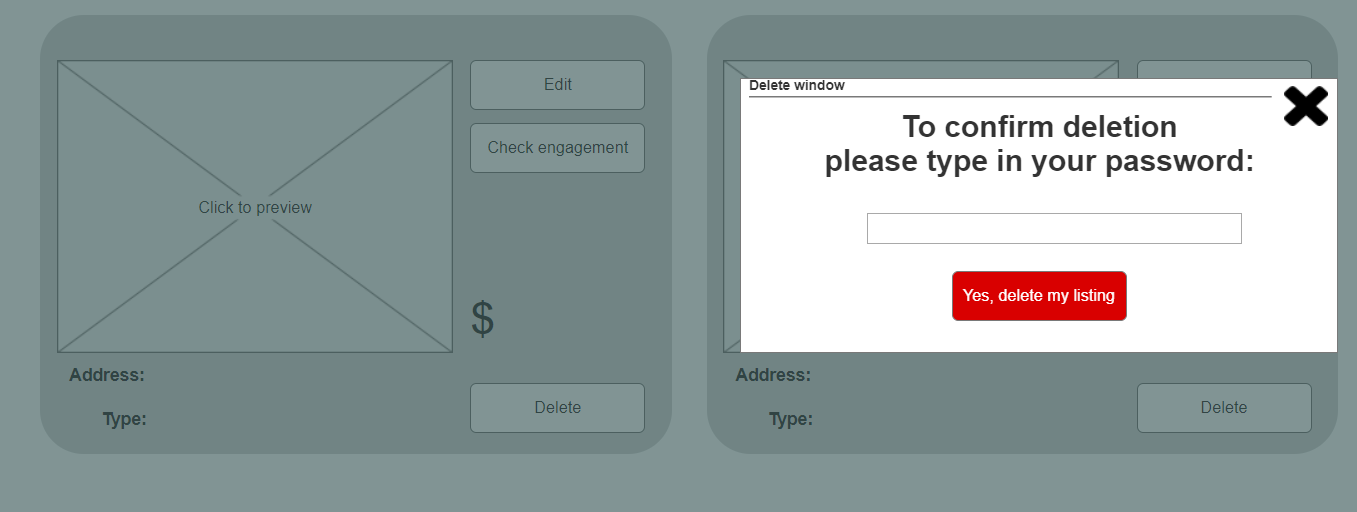 Edit
Check engagement
Click to preview
$
Address:
Type:
Delete
Delete window
To confirm deletion
please type in your password:
Yes, delete my listing
Address:
Type:
Delete